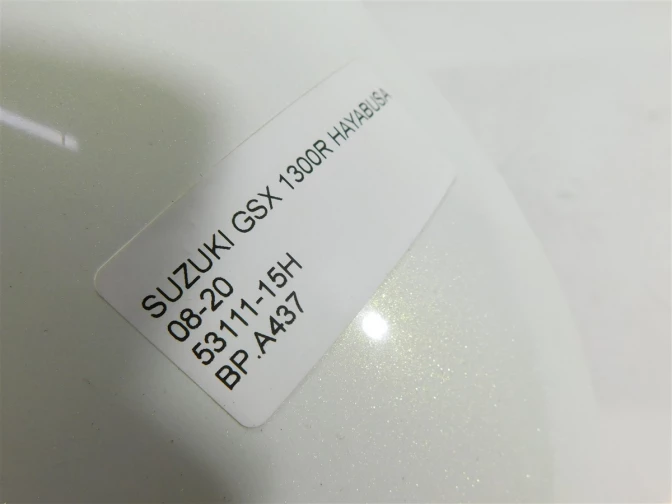 SUZUKI GSX 1300R HAYABUSA
08-20
53111-15H
BP.A437